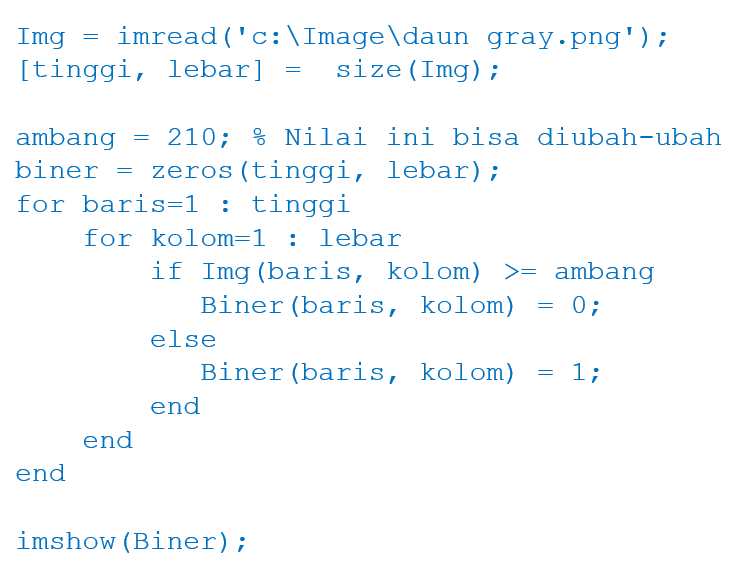 Img = imread('c:\Image\daun gray.png');
[tinggi, lebar] =  size(Img);

ambang = 210; % Nilai ini bisa diubah-ubah
biner = zeros(tinggi, lebar);
for baris=1 : tinggi
    for kolom=1 : lebar
        if Img(baris, kolom) >= ambang
           Biner(baris, kolom) = 0;
        else
           Biner(baris, kolom) = 1;
        end
    end
end

imshow(Biner);